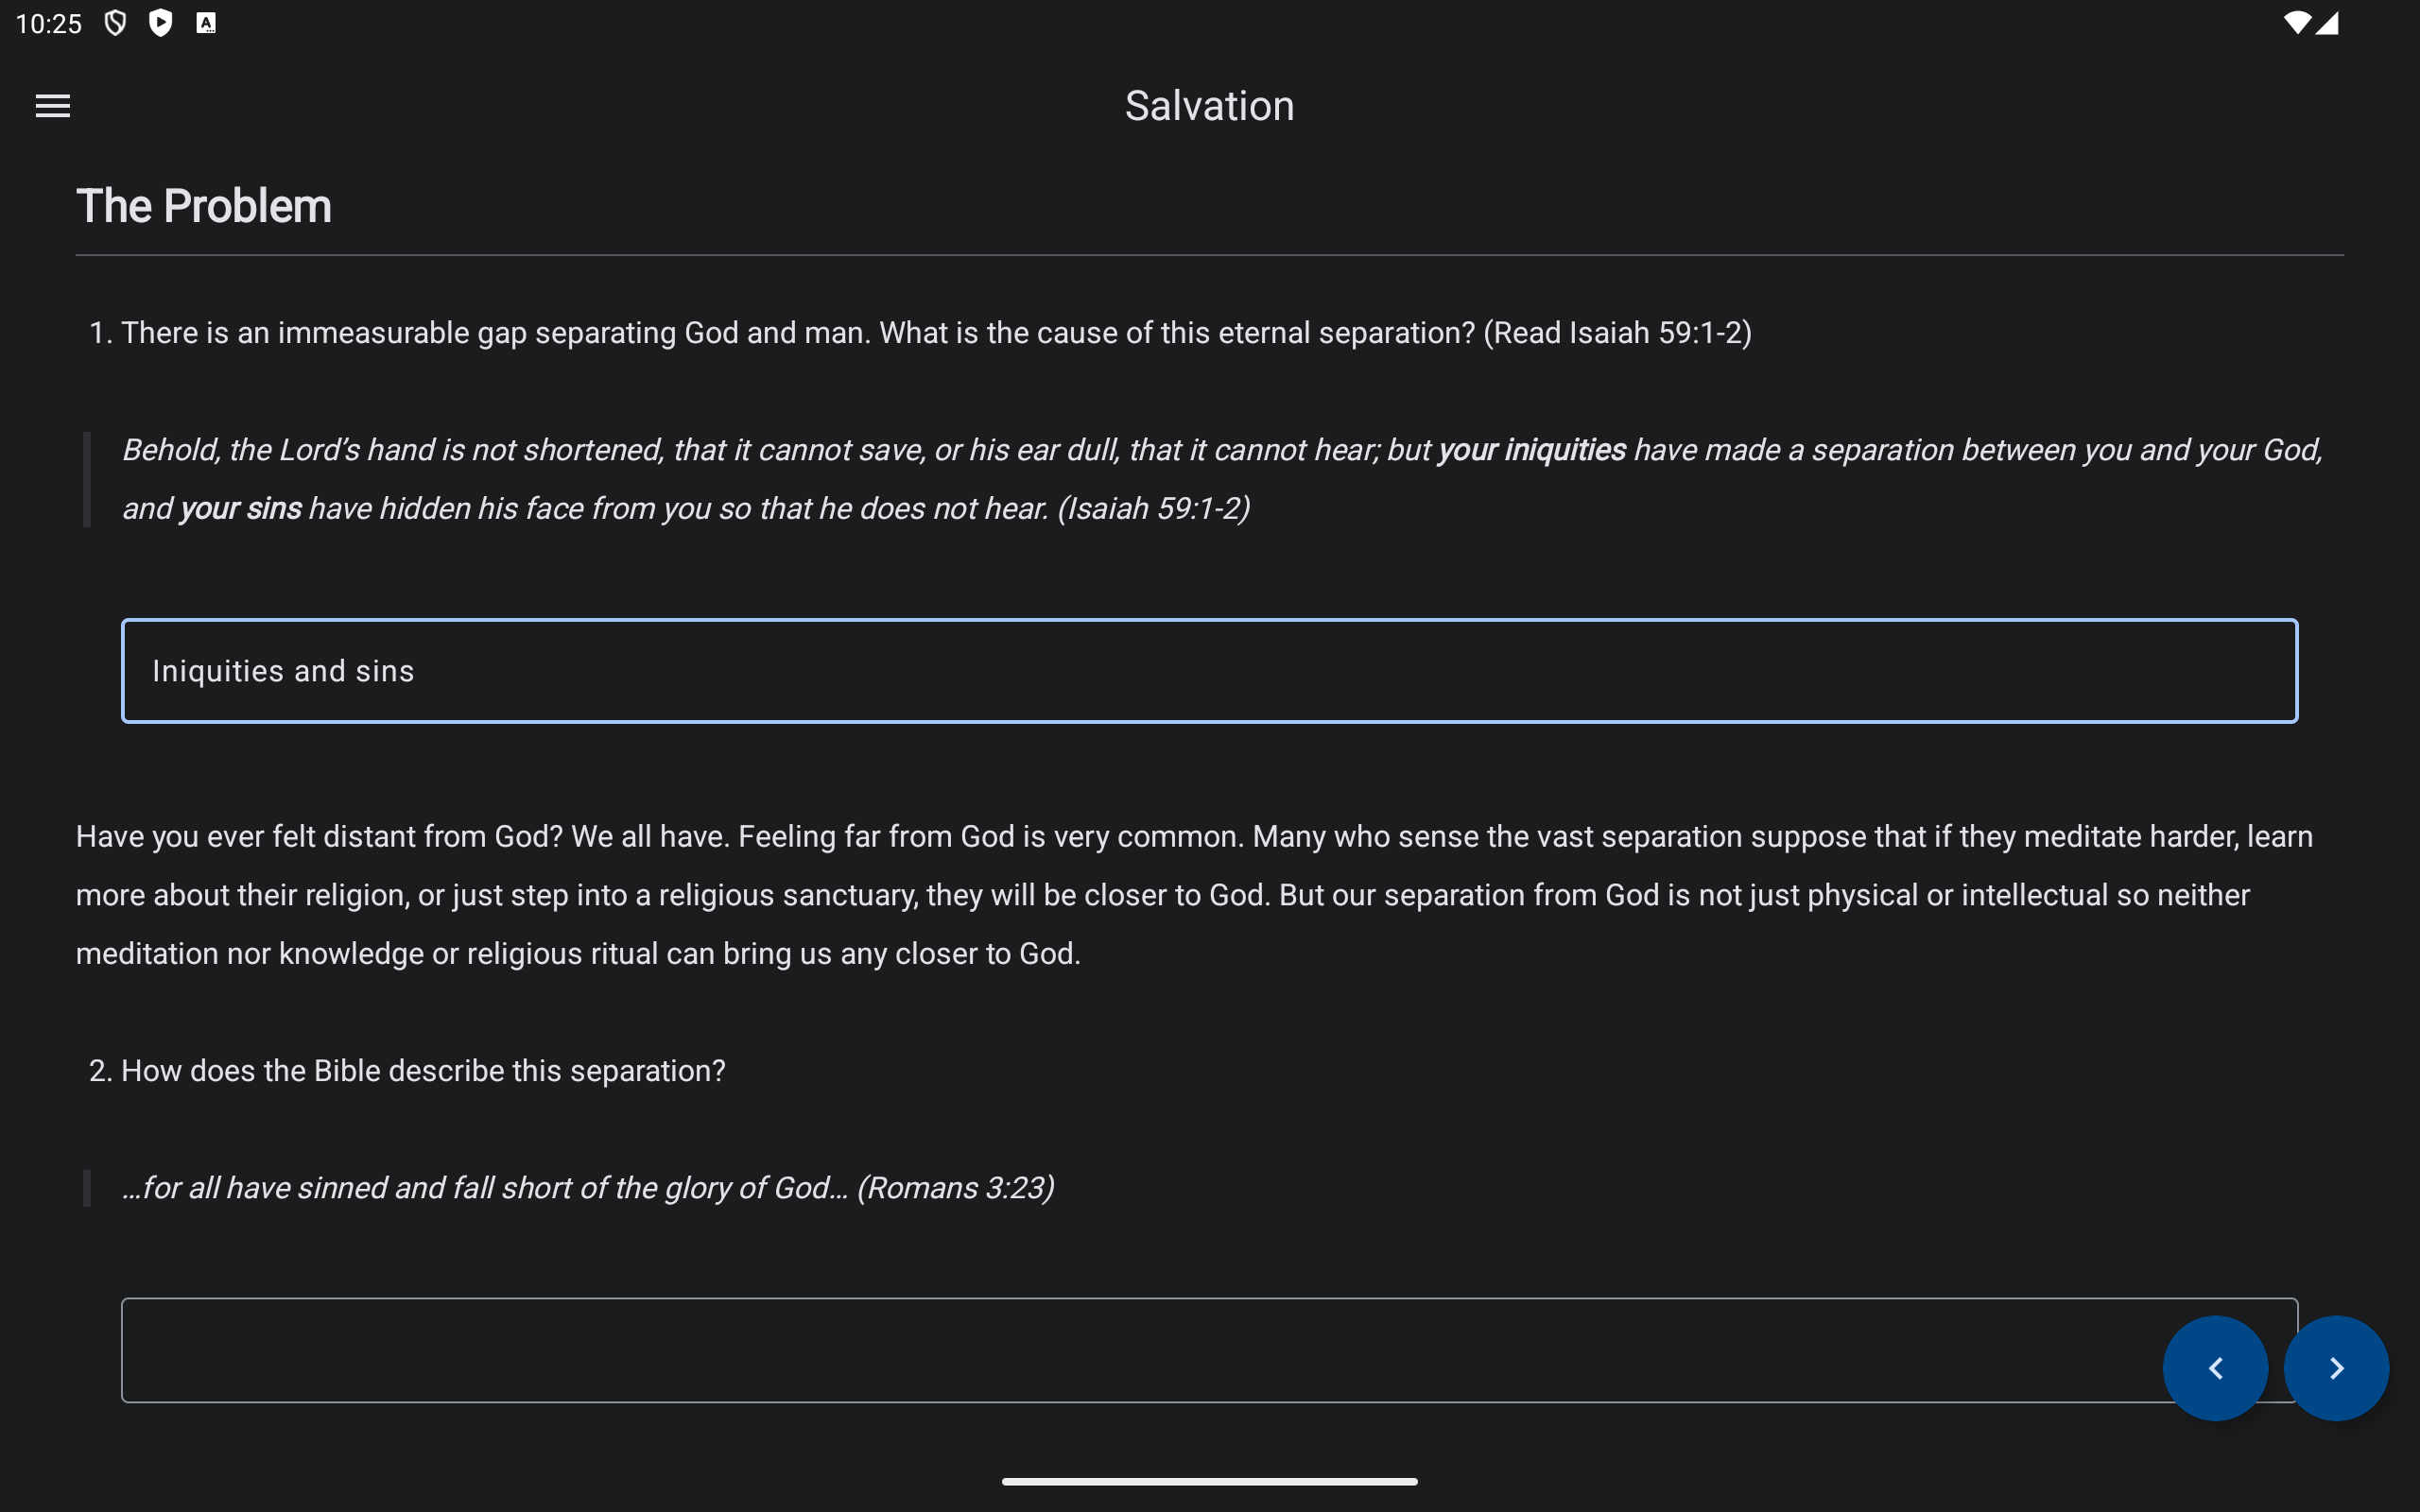 10:25
Salvation
The Problem
1. There is an immeasurable gap separating God and man. What is the cause of this eternal separation? (Read Isaiah 59:1-2)
Behold, the Lord’s hand is not shortened, that it cannot save, or his ear dull, that it cannot hear; but your iniquities have made a separation between you and your God,
and your sins have hidden his face from you so that he does not hear. (Isaiah 59:1-2)
Iniquities and sins
Have you ever felt distant from God? We all have. Feeling far from God is very common. Many who sense the vast separation suppose that if they meditate harder, learn
more about their religion, or just step into a religious sanctuary, they will be closer to God. But our separation from God is not just physical or intellectual so neither
meditation nor knowledge or religious ritual can bring us any closer to God.
2. How does the Bible describe this separation?
…for all have sinned and fall short of the glory of God… (Romans 3:23)